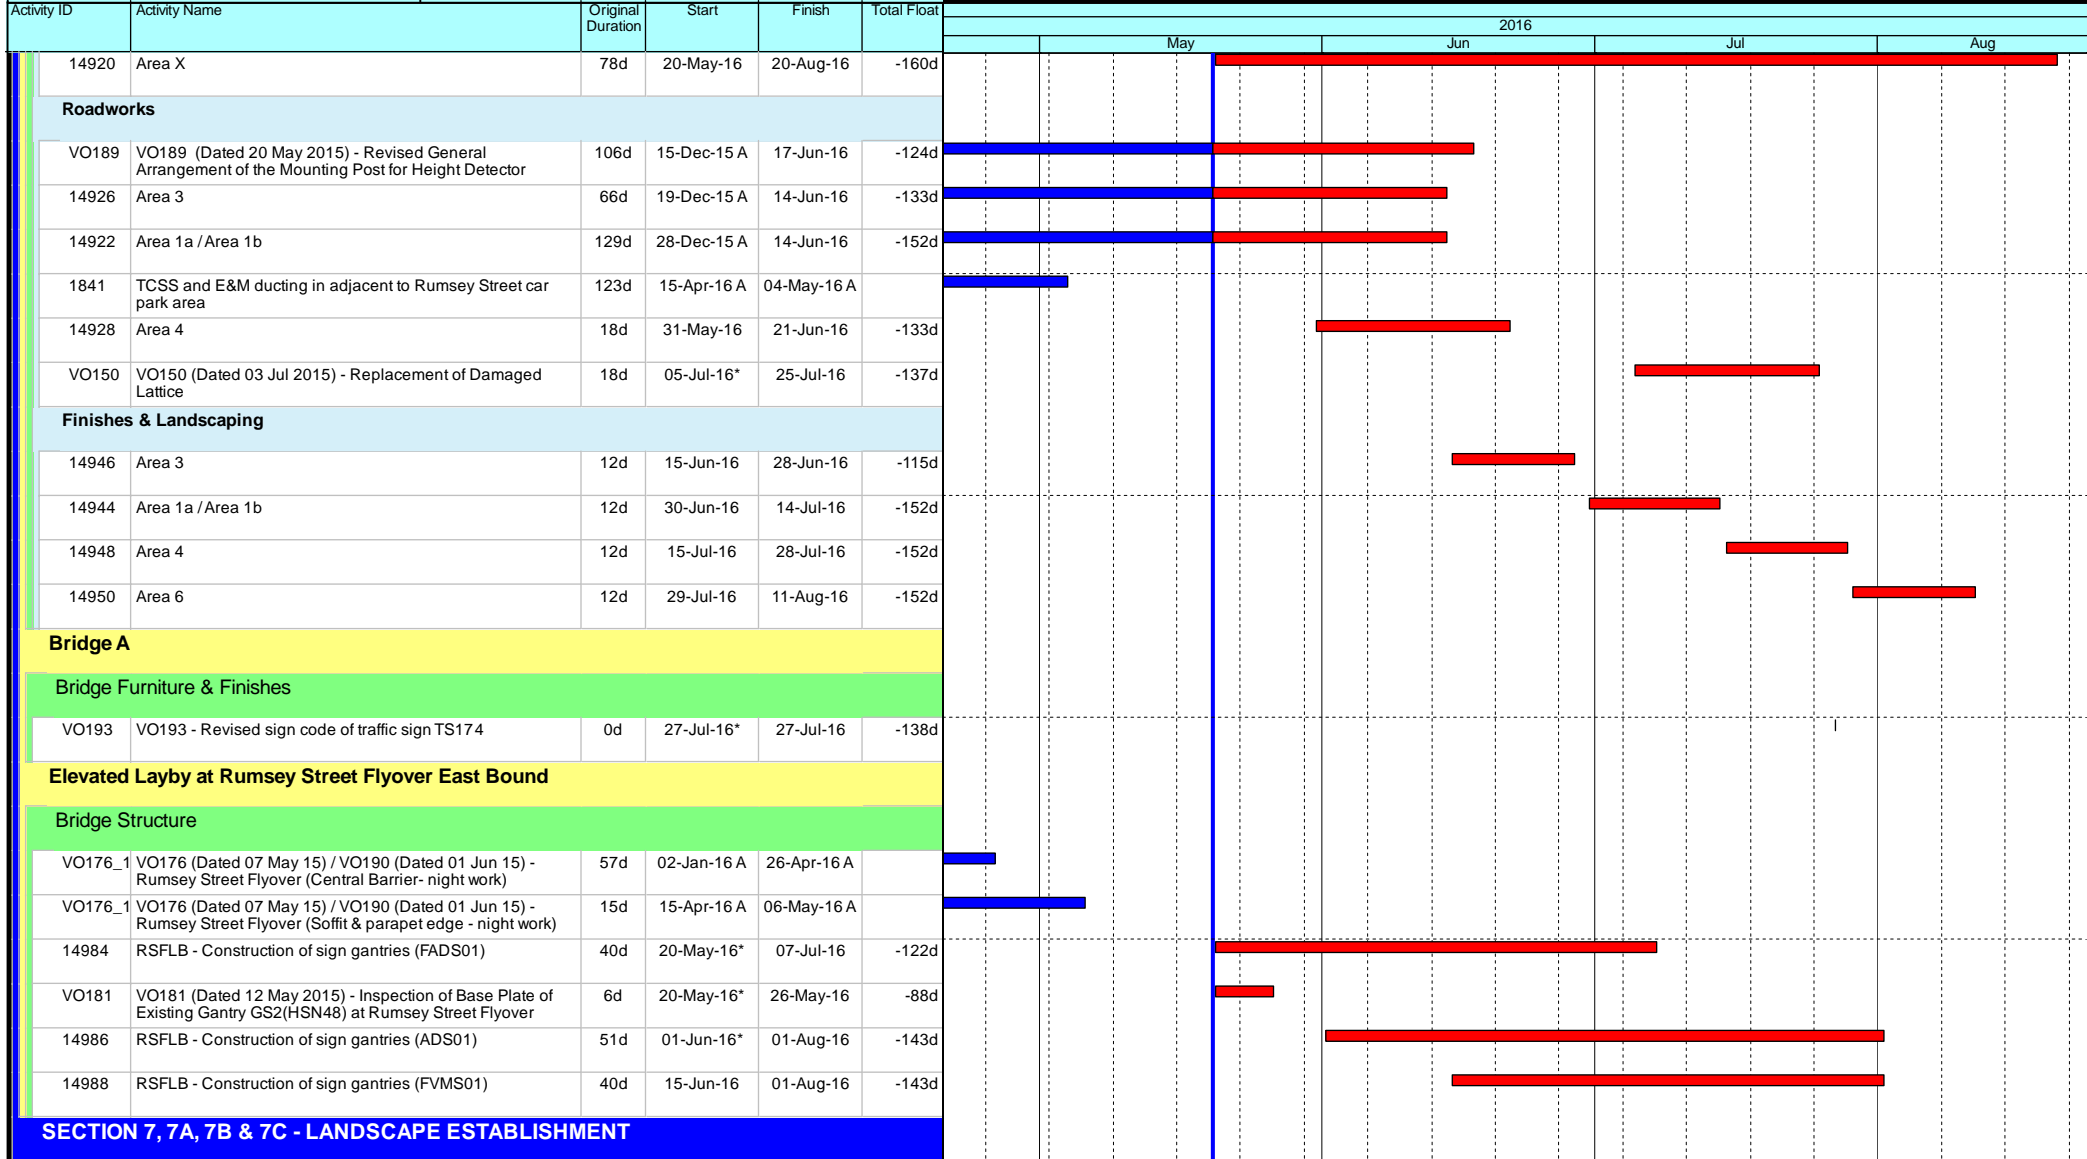 Activity ID Activity Name Original Duration Start Finish Total Float
2016
May Jun Jul Aug
14920 Area X 78d 20-May-16 20-Aug-16 -160d
Roadworks
VO189 VO189 (Dated 20 May 2015) - Revised General 106d 15-Dec-15 A 17-Jun-16 -124d
Arrangement of the Mounting Post for Height Detector
14926 Area 3 66d 19-Dec-15 A 14-Jun-16 -133d
14922 Area 1a / Area 1b 129d 28-Dec-15 A 14-Jun-16 -152d
1841 TCSS and E&M ducting in adjacent to Rumsey Street car 123d 15-Apr-16 A 04-May-16 A
park area
14928 Area 4 18d 31-May-16 21-Jun-16 -133d
VO150 VO150 (Dated 03 Jul 2015) - Replacement of Damaged 18d 05-Jul-16* 25-Jul-16 -137d
Lattice
Finishes & Landscaping
14946 Area 3 12d 15-Jun-16 28-Jun-16 -115d
14944 Area 1a / Area 1b 12d 30-Jun-16 14-Jul-16 -152d
14948 Area 4 12d 15-Jul-16 28-Jul-16 -152d
14950 Area 6 12d 29-Jul-16 11-Aug-16 -152d
Bridge A
Bridge Furniture & Finishes
VO193 VO193 - Revised sign code of traffic sign TS174 0d 27-Jul-16* 27-Jul-16 -138d
Elevated Layby at Rumsey Street Flyover East Bound
Bridge Structure
VO176_1 VO176 (Dated 07 May 15) / VO190 (Dated 01 Jun 15) - 57d 02-Jan-16 A 26-Apr-16 A
Rumsey Street Flyover (Central Barrier- night work)
VO176_1 VO176 (Dated 07 May 15) / VO190 (Dated 01 Jun 15) - 15d 15-Apr-16 A 06-May-16 A
Rumsey Street Flyover (Soffit & parapet edge - night work)
14984 RSFLB - Construction of sign gantries (FADS01) 40d 20-May-16* 07-Jul-16 -122d
VO181 VO181 (Dated 12 May 2015) - Inspection of Base Plate of 6d 20-May-16* 26-May-16 -88d
Existing Gantry GS2(HSN48) at Rumsey Street Flyover
14986 RSFLB - Construction of sign gantries (ADS01) 51d 01-Jun-16* 01-Aug-16 -143d
14988 RSFLB - Construction of sign gantries (FVMS01) 40d 15-Jun-16 01-Aug-16 -143d
SECTION 7, 7A, 7B & 7C - LANDSCAPE ESTABLISHMENT